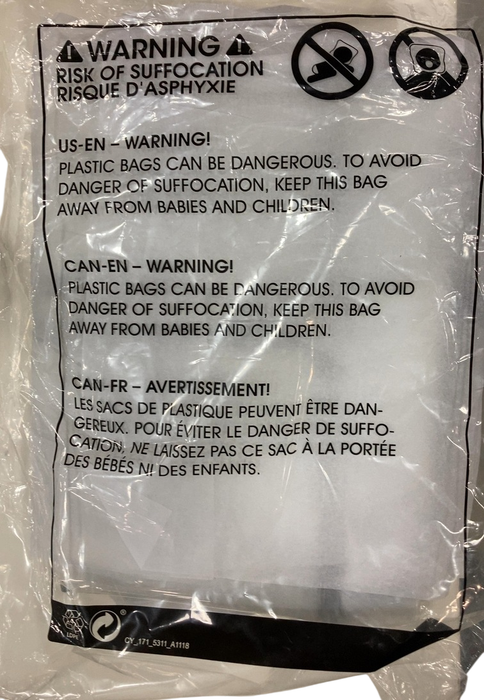 WARNING
RISK OF SUFFOCATION
RISQUE D'ASPHYXIE
US-EN – WARNING!
PLASTIC BAGS CAN BE DANGEROUS. TO AVOID
DANGER OF SUFFOCATION, KEEP THIS BAG
AWAY FROM BABIES AND CHILDREN.
CAN-EN – WARNING!
PLASTIC BAGS CAN BE DANGEROUS. TO AVOID
DANGER OF SUFFOCATION, KEEP THIS BAG
AWAY FROM BABIES AND CHILDREN.
CAN-FR – AVERTISSEMENT!
LES SACS DE PLASTIQUE PEUVENT ÊTRE DAN-
GEREUX. POUR ÉVITER LE DANGER DE SUFFO-
CATION, NE LAISSEZ PAS CE SAC À LA PORTÉE
DES BÉBÉS NI DES ENFANTS.
CY_171_5311_A1118